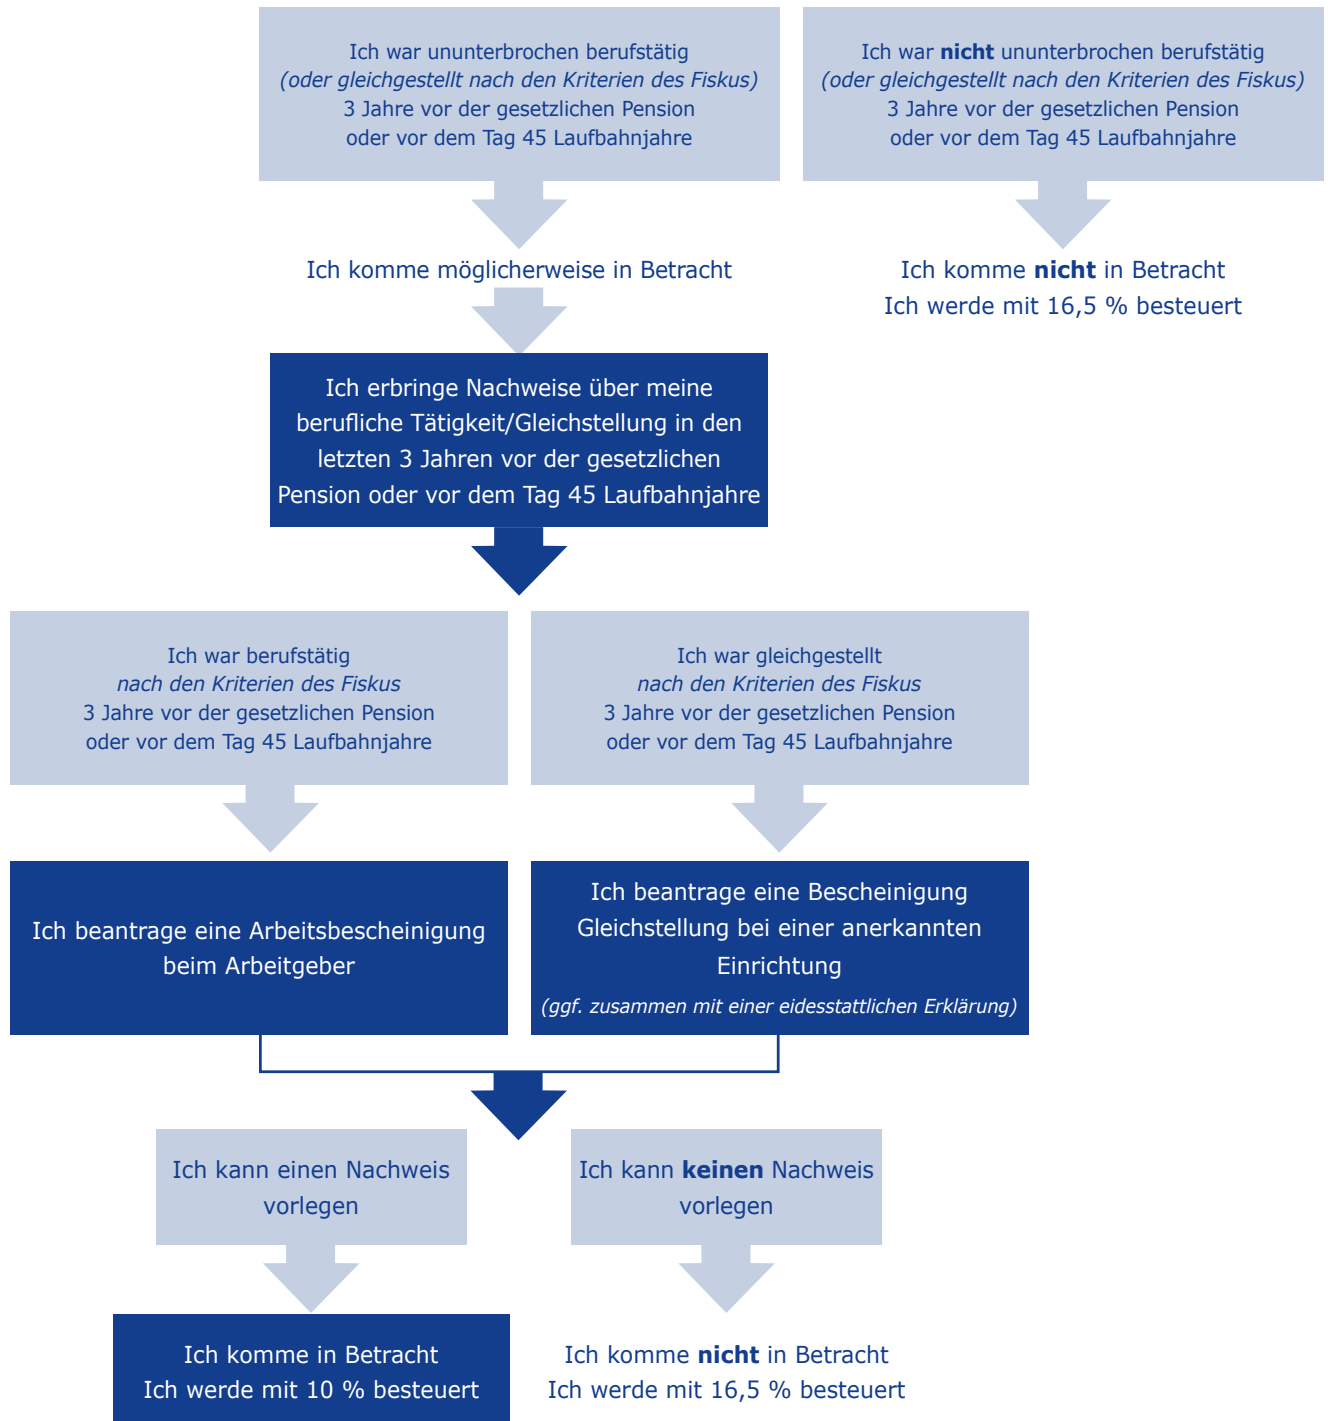 Ich war ununterbrochen berufstätig
(oder gleichgestellt nach den Kriterien des Fiskus)
3 Jahre vor der gesetzlichen Pension
oder vor dem Tag 45 Laufbahnjahre
Ich war nicht ununterbrochen berufstätig
(oder gleichgestellt nach den Kriterien des Fiskus)
3 Jahre vor der gesetzlichen Pension
oder vor dem Tag 45 Laufbahnjahre
Ich komme möglicherweise in Betracht
Ich komme nicht in Betracht
Ich werde mit 16,5 % besteuert
Ich erbringe Nachweise über meine
berufliche Tätigkeit/Gleichstellung in den
letzten 3 Jahren vor der gesetzlichen
Pension oder vor dem Tag 45 Laufbahnjahre
Ich war berufstätig
nach den Kriterien des Fiskus
3 Jahre vor der gesetzlichen Pension
oder vor dem Tag 45 Laufbahnjahre
Ich war gleichgestellt
nach den Kriterien des Fiskus
3 Jahre vor der gesetzlichen Pension
oder vor dem Tag 45 Laufbahnjahre
Ich beantrage eine Arbeitsbescheinigung
beim Arbeitgeber
Ich beantrage eine Bescheinigung
Gleichstellung bei einer anerkannten
Einrichtung
(ggf. zusammen mit einer eidesstattlichen Erklärung)
Ich kann einen Nachweis
vorlegen
Ich kann keinen Nachweis
vorlegen
Ich komme in Betracht
Ich werde mit 10 % besteuert
Ich komme nicht in Betracht
Ich werde mit 16,5 % besteuert